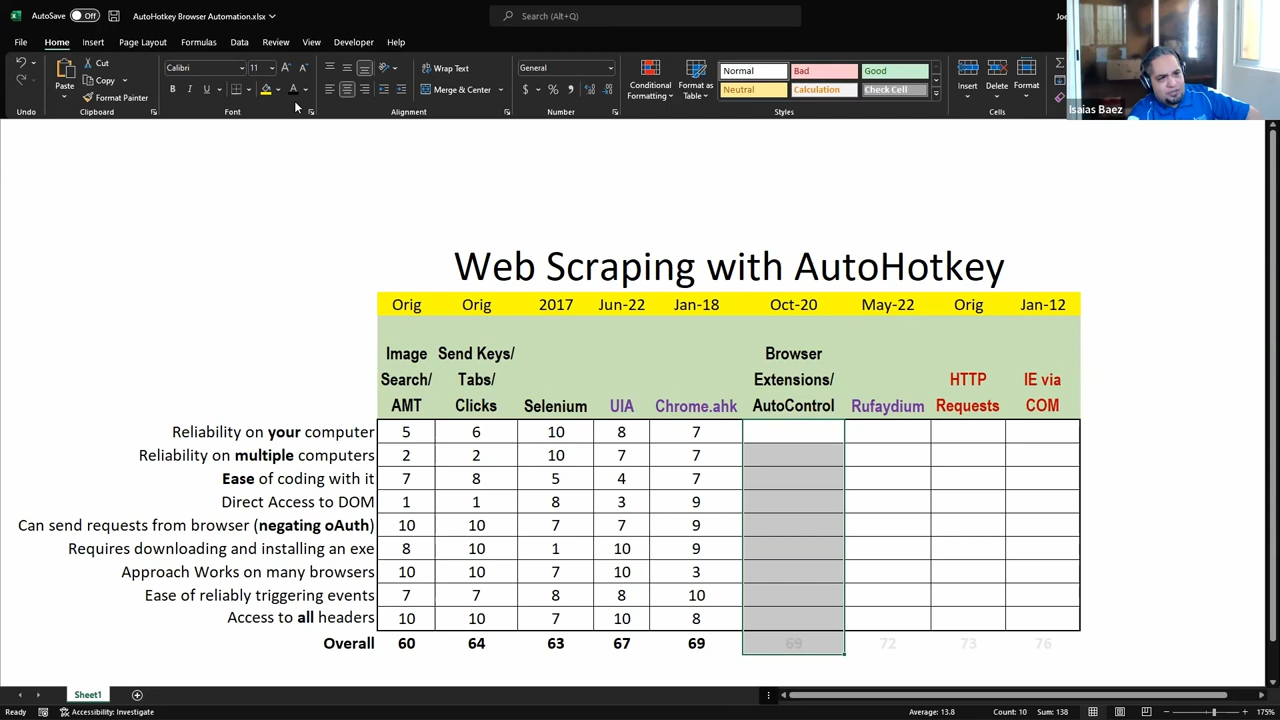 AutoSave Off AutoHotkey Browser Automation.xlsx Search (Alt+Q) Joe
File Home Insert Page Layout Formulas Data Review View Developer Help
Undo Paste Cut Copy Format Painter Clipboard
Calibri 11 B I U A A A Font
Wrap Text Merge & Center Alignment
General $ % Number
Conditional Formatting Format as Table
Normal Bad Good
Neutral Calculation Check Cell
Styles
Insert Delete Format Cells
Isaias Baez
Web Scraping with AutoHotkey
Orig Orig 2017 Jun-22 Jan-18 Oct-20 May-22 Orig Jan-12
Image Send Keys/ Browser
Search/ Tabs/ Extensions/ HTTP IE via
AMT Clicks Selenium UIA Chrome.ahk AutoControl Rufaydium Requests COM
Reliability on your computer 5 6 10 8 7
Reliability on multiple computers 2 2 10 7 7
Ease of coding with it 7 8 5 4 7
Direct Access to DOM 1 1 8 3 9
Can send requests from browser (negating oAuth) 10 10 7 7 9
Requires downloading and installing an exe 8 10 1 10 9
Approach Works on many browsers 10 10 7 10 3
Ease of reliably triggering events 7 7 8 8 10
Access to all headers 10 10 7 10 8
Overall 60 64 63 67 69 69 72 73 76
Sheet1
Ready Accessibility: Investigate Average: 13.8 Count: 10 Sum: 138 175%